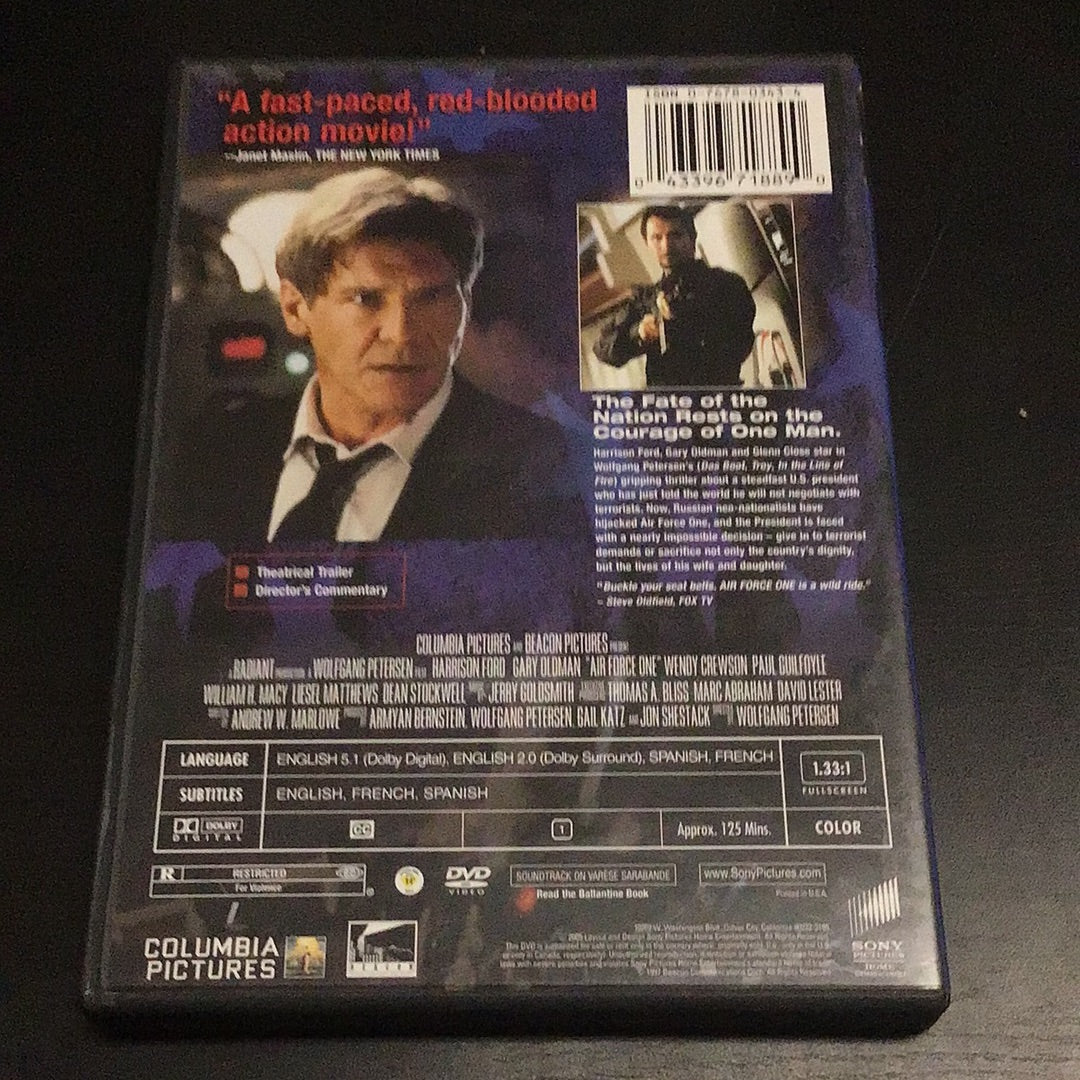 "A fast-paced, red-blooded
action movie!"
—Janet Maslin, THE NEW YORK TIMES
ISBN 0 7678 0363 4
0 43396 71889 0
The Fate of the
Nation Rests on the
Courage of One Man.
Harrison Ford, Gary Oldman and Glenn Close star in
Wolfgang Petersen's (Das Boot, Troy, In the Line of
Fire) gripping thriller about a steadfast U.S. president
who has just told the world he will not negotiate with
terrorists. Now, Russian neo-nationalists have
hijacked Air Force One, and the President is faced
with a nearly impossible decision – give in to terrorist
demands or sacrifice not only the country's dignity,
but the lives of his wife and daughter.
"Buckle your seat belts. AIR FORCE ONE is a wild ride."
– Steve Oldfield, FOX TV
Theatrical Trailer
Director's Commentary
COLUMBIA PICTURES AND BEACON PICTURES PRESENT
RADIANT A WOLFGANG PETERSEN FILM HARRISON FORD GARY OLDMAN "AIR FORCE ONE" WENDY CREWSON PAUL GUILFOYLE
WILLIAM H. MACY LIESEL MATTHEWS DEAN STOCKWELL JERRY GOLDSMITH THOMAS A. BLISS MARC ABRAHAM DAVID LESTER
ANDREW W. MARLOWE ARMYAN BERNSTEIN WOLFGANG PETERSEN GAIL KATZ AND JON SHESTACK WOLFGANG PETERSEN
LANGUAGE ENGLISH 5.1 (Dolby Digital), ENGLISH 2.0 (Dolby Surround), SPANISH, FRENCH
1.33:1
FULLSCREEN
SUBTITLES ENGLISH, FRENCH, SPANISH
DOLBY
DIGITAL
CC
1
Approx. 125 Mins.
COLOR
R RESTRICTED
For Violence
DVD
VIDEO
SOUNDTRACK ON VARÈSE SARABANDE
Read the Ballantine Book
www.SonyPictures.com
Printed in U.S.A.
COLUMBIA
PICTURES
BEACON
SONY
PICTURES
HOME